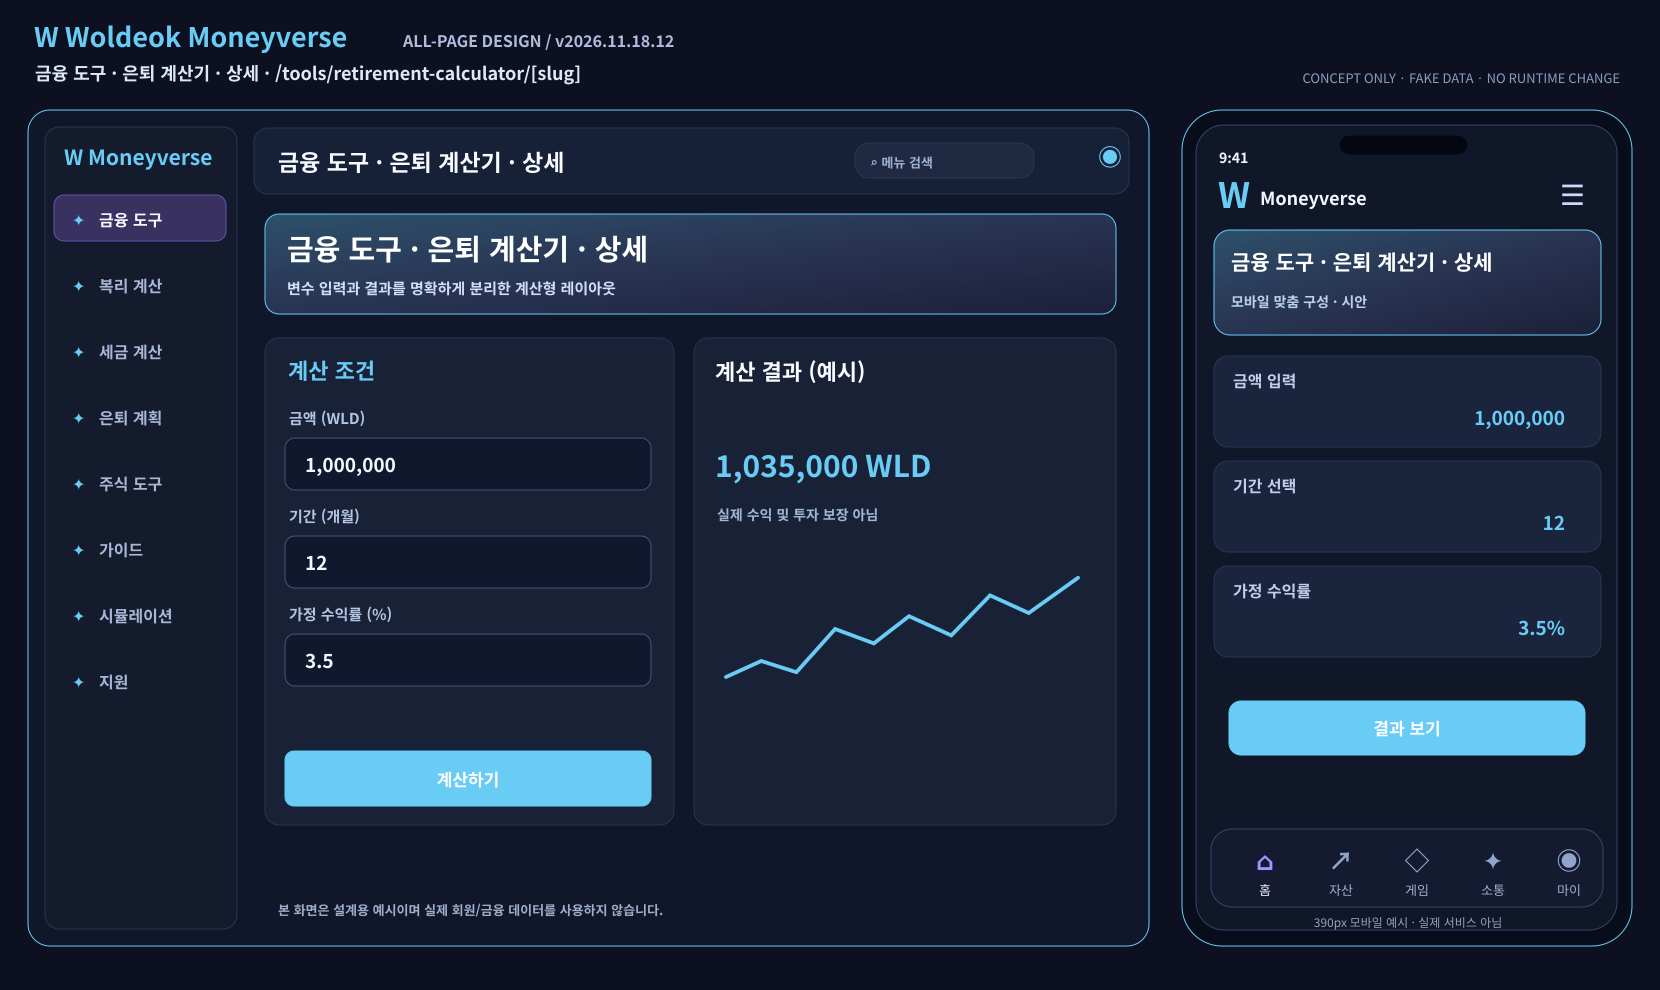 W Woldeok Moneyverse
ALL-PAGE DESIGN / v2026.11.18.12
금융 도구 · 은퇴 계산기 · 상세 · /tools/retirement-calculator/[slug]
CONCEPT ONLY · FAKE DATA · NO RUNTIME CHANGE
W Moneyverse
금융 도구
복리 계산
세금 계산
은퇴 계획
주식 도구
가이드
시뮬레이션
지원
금융 도구 · 은퇴 계산기 · 상세
메뉴 검색
금융 도구 · 은퇴 계산기 · 상세
변수 입력과 결과를 명확하게 분리한 계산형 레이아웃
계산 조건
금액 (WLD)
1,000,000
기간 (개월)
12
가정 수익률 (%)
3.5
계산하기
계산 결과 (예시)
1,035,000 WLD
실제 수익 및 투자 보장 아님
본 화면은 설계용 예시이며 실제 회원/금융 데이터를 사용하지 않습니다.
9:41
W Moneyverse
금융 도구 · 은퇴 계산기 · 상세
모바일 맞춤 구성 · 시안
금액 입력
1,000,000
기간 선택
12
가정 수익률
3.5%
결과 보기
홈
자산
게임
소통
마이
390px 모바일 예시 · 실제 서비스 아님